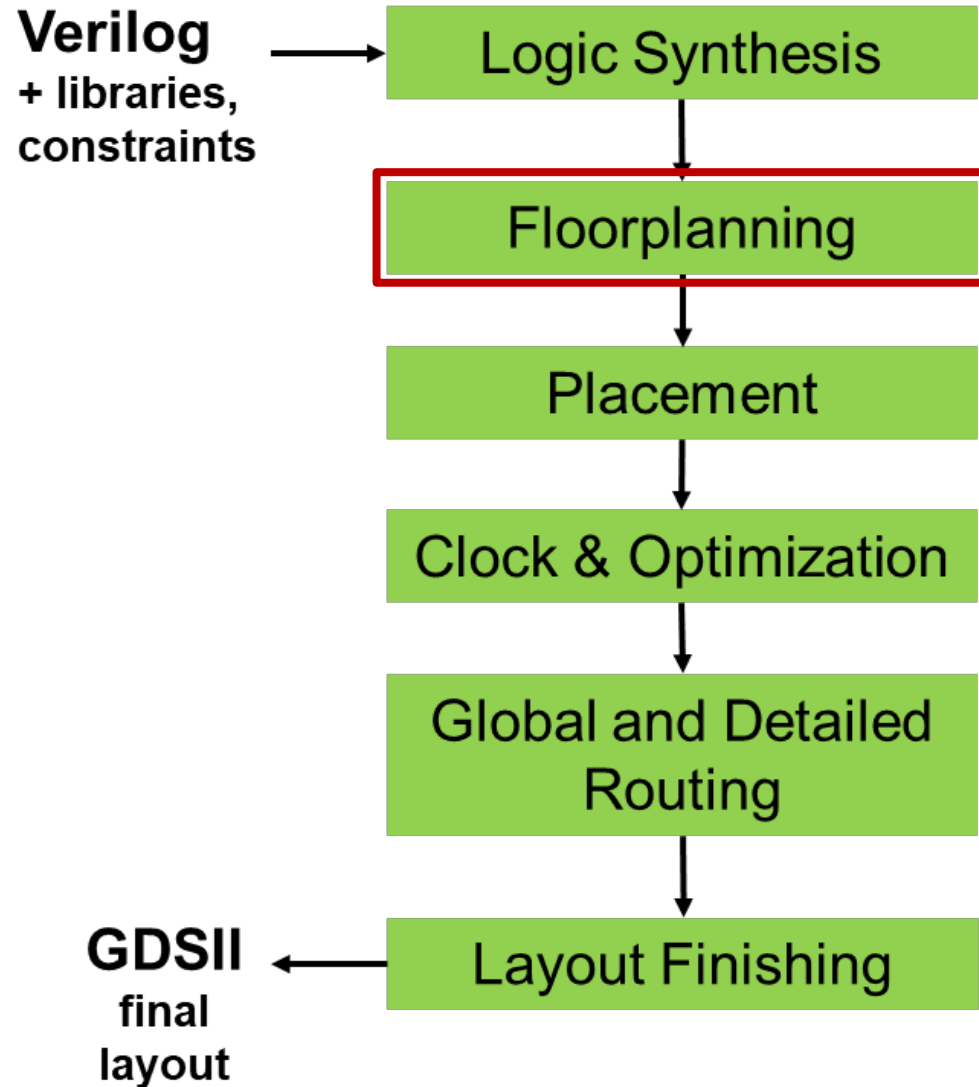 Verilog
+ libraries,
constraints
Logic Synthesis
Floorplanning
Placement
Clock & Optimization
Global and Detailed
Routing
GDSII
final
layout
Layout Finishing